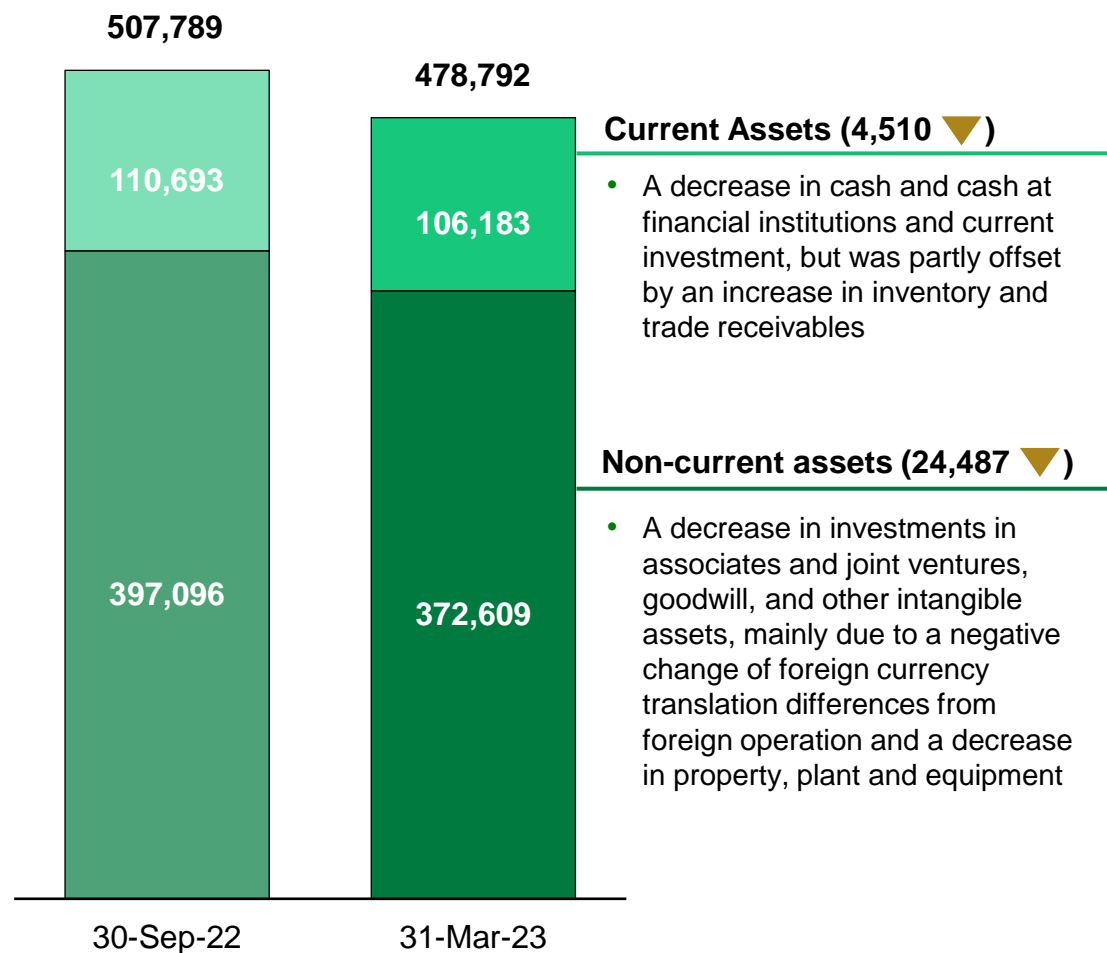 507,789
110,693
397,096
30-Sep-22
478,792
106,183
372,609
31-Mar-23
Current Assets (4,510 ▼)
• A decrease in cash and cash at
financial institutions and current
investment, but was partly offset
by an increase in inventory and
trade receivables
Non-current assets (24,487 ▼)
• A decrease in investments in
associates and joint ventures,
goodwill, and other intangible
assets, mainly due to a negative
change of foreign currency
translation differences from
foreign operation and a decrease
in property, plant and equipment